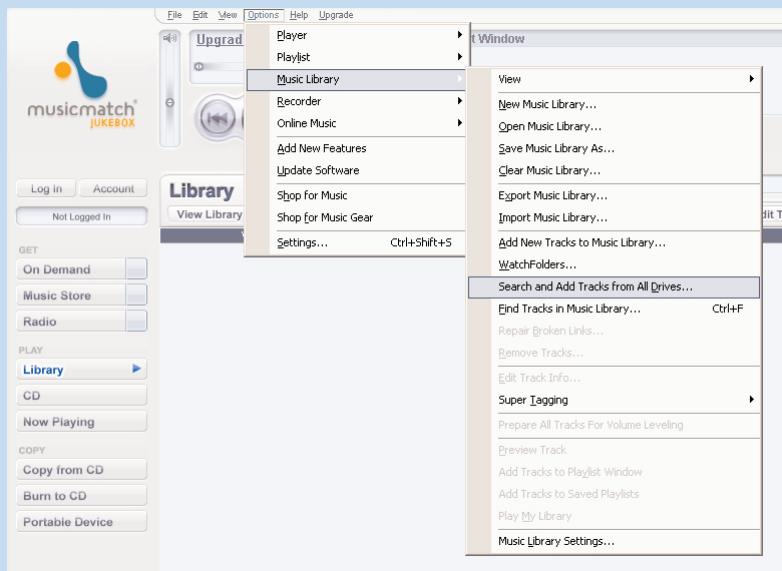 File Edit View Options Help Upgrade
musicmatch®
JUKEBOX
Log in Account
Not Logged In
GET
On Demand
Music Store
Radio
PLAY
Library
CD
Now Playing
COPY
Copy from CD
Burn to CD
Portable Device
Upgrad
t Window
Library
View Library
dit T
Player
Playlist
Music Library
Recorder
Online Music
Add New Features
Update Software
Shop for Music
Shop for Music Gear
Settings... Ctrl+Shift+S
View
New Music Library...
Open Music Library...
Save Music Library As...
Clear Music Library...
Export Music Library...
Import Music Library...
Add New Tracks to Music Library...
WatchFolders...
Search and Add Tracks from All Drives...
Find Tracks in Music Library... Ctrl+F
Repair Broken Links...
Remove Tracks...
Edit Track Info...
Super Tagging
Prepare All Tracks For Volume Leveling
Preview Track
Add Tracks to Playlist Window
Add Tracks to Saved Playlists
Play My Library
Music Library Settings...